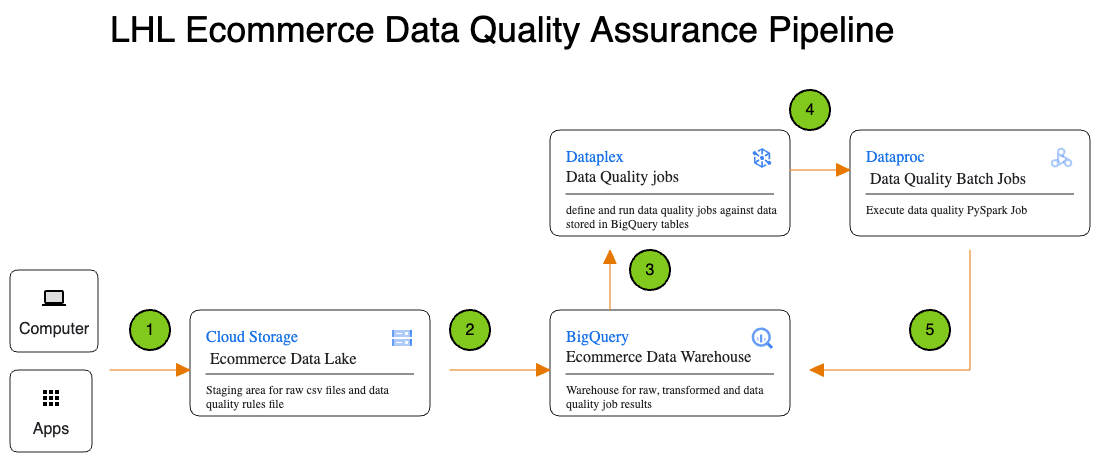 LHL Ecommerce Data Quality Assurance Pipeline
4
Dataplex
Data Quality jobs
define and run data quality jobs against data
stored in BigQuery tables
Dataproc
Data Quality Batch Jobs
Execute data quality PySpark Job
3
Computer
1
Cloud Storage
Ecommerce Data Lake
Staging area for raw csv files and data
quality rules file
2
BigQuery
Ecommerce Data Warehouse
Warehouse for raw, transformed and data
quality job results
5
Apps